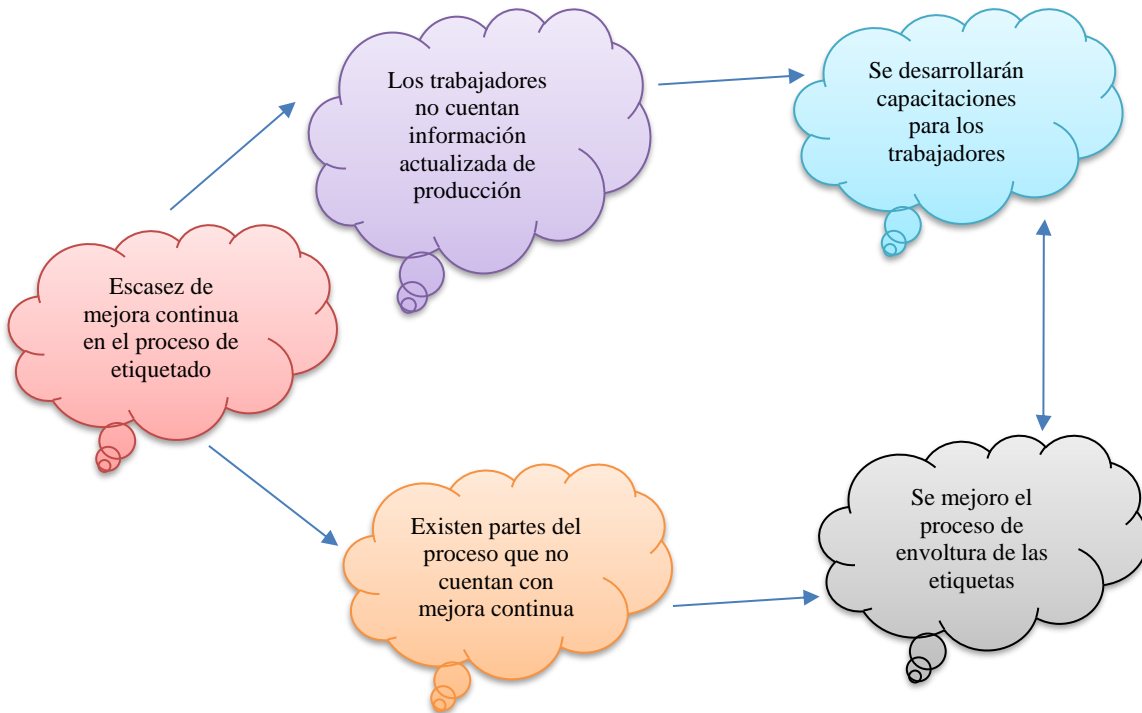 Los trabajadores
no cuentan
información
actualizada de
producción
Se desarrollarán
capacitaciones
para los
trabajadores
Escasez de
mejora continua
en el proceso de
etiquetado
Existen partes del
proceso que no
cuentan con
mejora continua
Se mejoro el
proceso de
envoltura de las
etiquetas